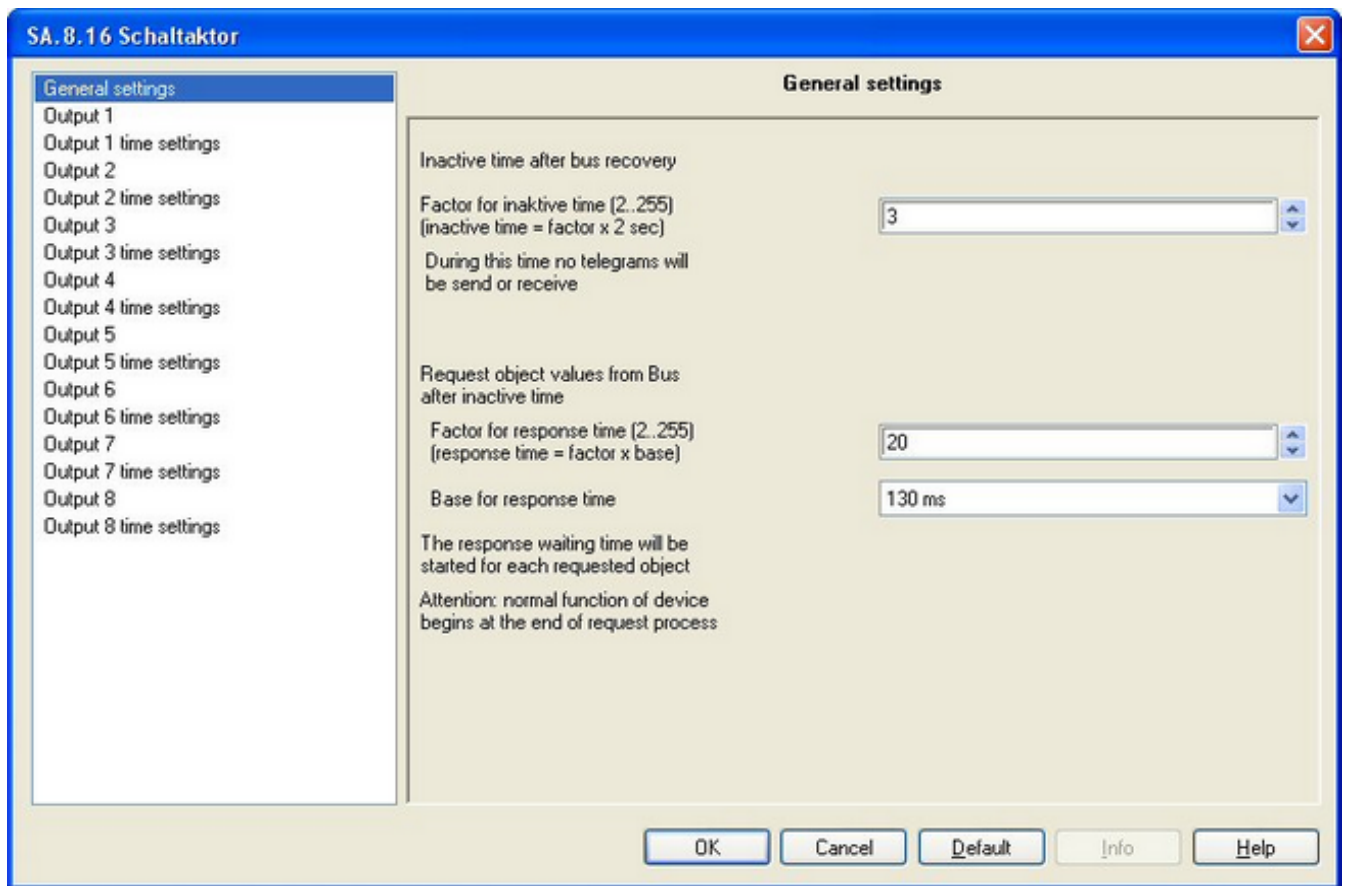 SA.8.16 Schaltaktor
General settings
Output 1
Output 1 time settings
Output 2
Output 2 time settings
Output 3
Output 3 time settings
Output 4
Output 4 time settings
Output 5
Output 5 time settings
Output 6
Output 6 time settings
Output 7
Output 7 time settings
Output 8
Output 8 time settings
General settings
Inactive time after bus recovery
Factor for inaktive time (2..255)
(inactive time = factor x 2 sec)
3
During this time no telegrams will
be send or receive
Request object values from Bus
after inactive time
Factor for response time (2..255)
(response time = factor x base)
20
Base for response time
130 ms
The response waiting time will be
started for each requested object
Attention: normal function of device
begins at the end of request process
OK
Cancel
Default
Info
Help